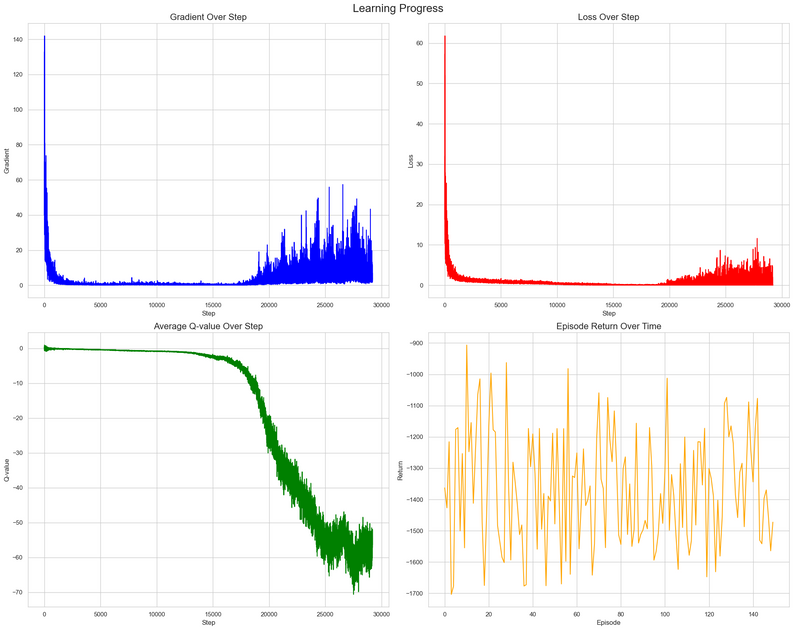 Learning Progress
Gradient Over Step
Gradient
140
120
100
80
60
40
20
0
0 5000 10000 15000 20000 25000 30000
Step
Loss Over Step
Loss
60
50
40
30
20
10
0
0 5000 10000 15000 20000 25000 30000
Step
Average Q-value Over Step
Q-value
0
−10
−20
−30
−40
−50
−60
−70
0 5000 10000 15000 20000 25000 30000
Step
Episode Return Over Time
Return
−900
−1000
−1100
−1200
−1300
−1400
−1500
−1600
−1700
0 20 40 60 80 100 120 140
Episode